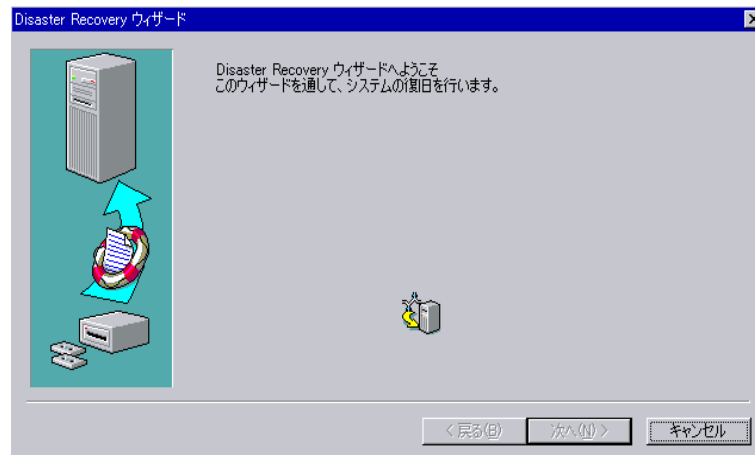 Disaster Recovery ウィザード
Disaster Recovery ウィザードへようこそ
このウィザードを通して、システムの復旧を行います。
< 戻る(B)
次へ(N) >
キャンセル